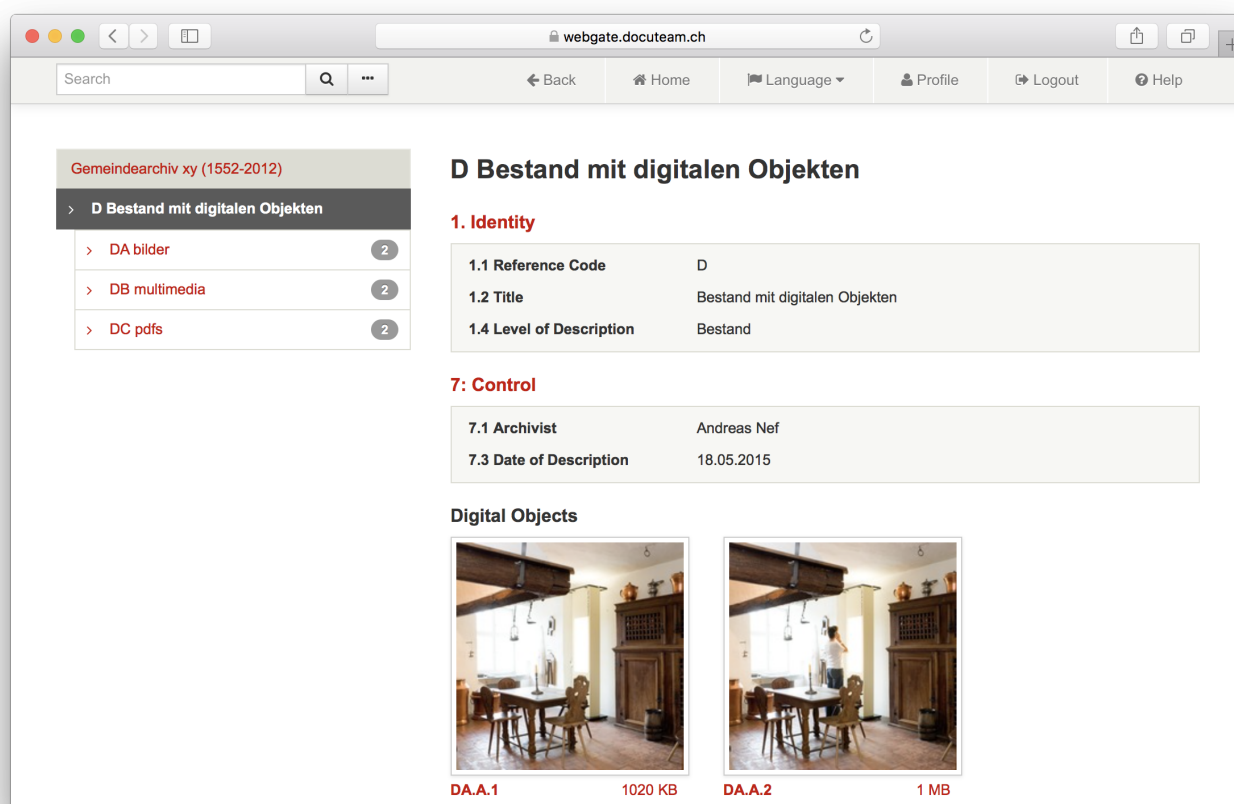 webgate.docuteam.ch
Search
Back Home Language Profile Logout Help
Gemeindearchiv xy (1552-2012)
D Bestand mit digitalen Objekten
DA bilder 2
DB multimedia 2
DC pdfs 2
D Bestand mit digitalen Objekten
1. Identity
1.1 Reference Code D
1.2 Title Bestand mit digitalen Objekten
1.4 Level of Description Bestand
7: Control
7.1 Archivist Andreas Nef
7.3 Date of Description 18.05.2015
Digital Objects
DA.A.1 1020 KB
DA.A.2 1 MB